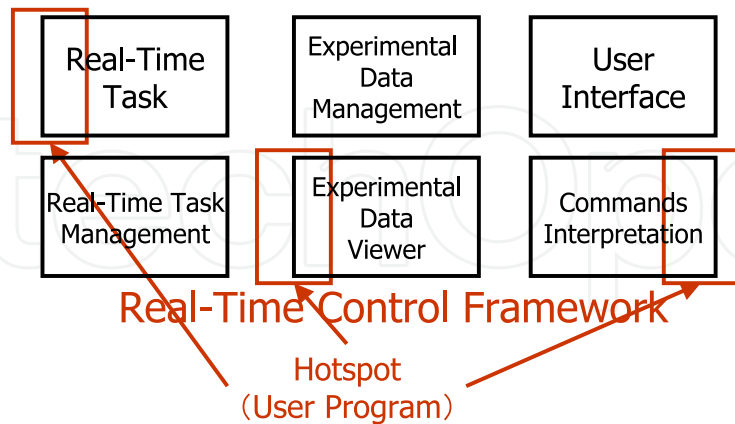 Real-Time
Task
Experimental
Data
Management
User
Interface
Real-Time Task
Management
Experimental
Data
Viewer
Commands
Interpretation
Real-Time Control Framework
Hotspot
（User Program）